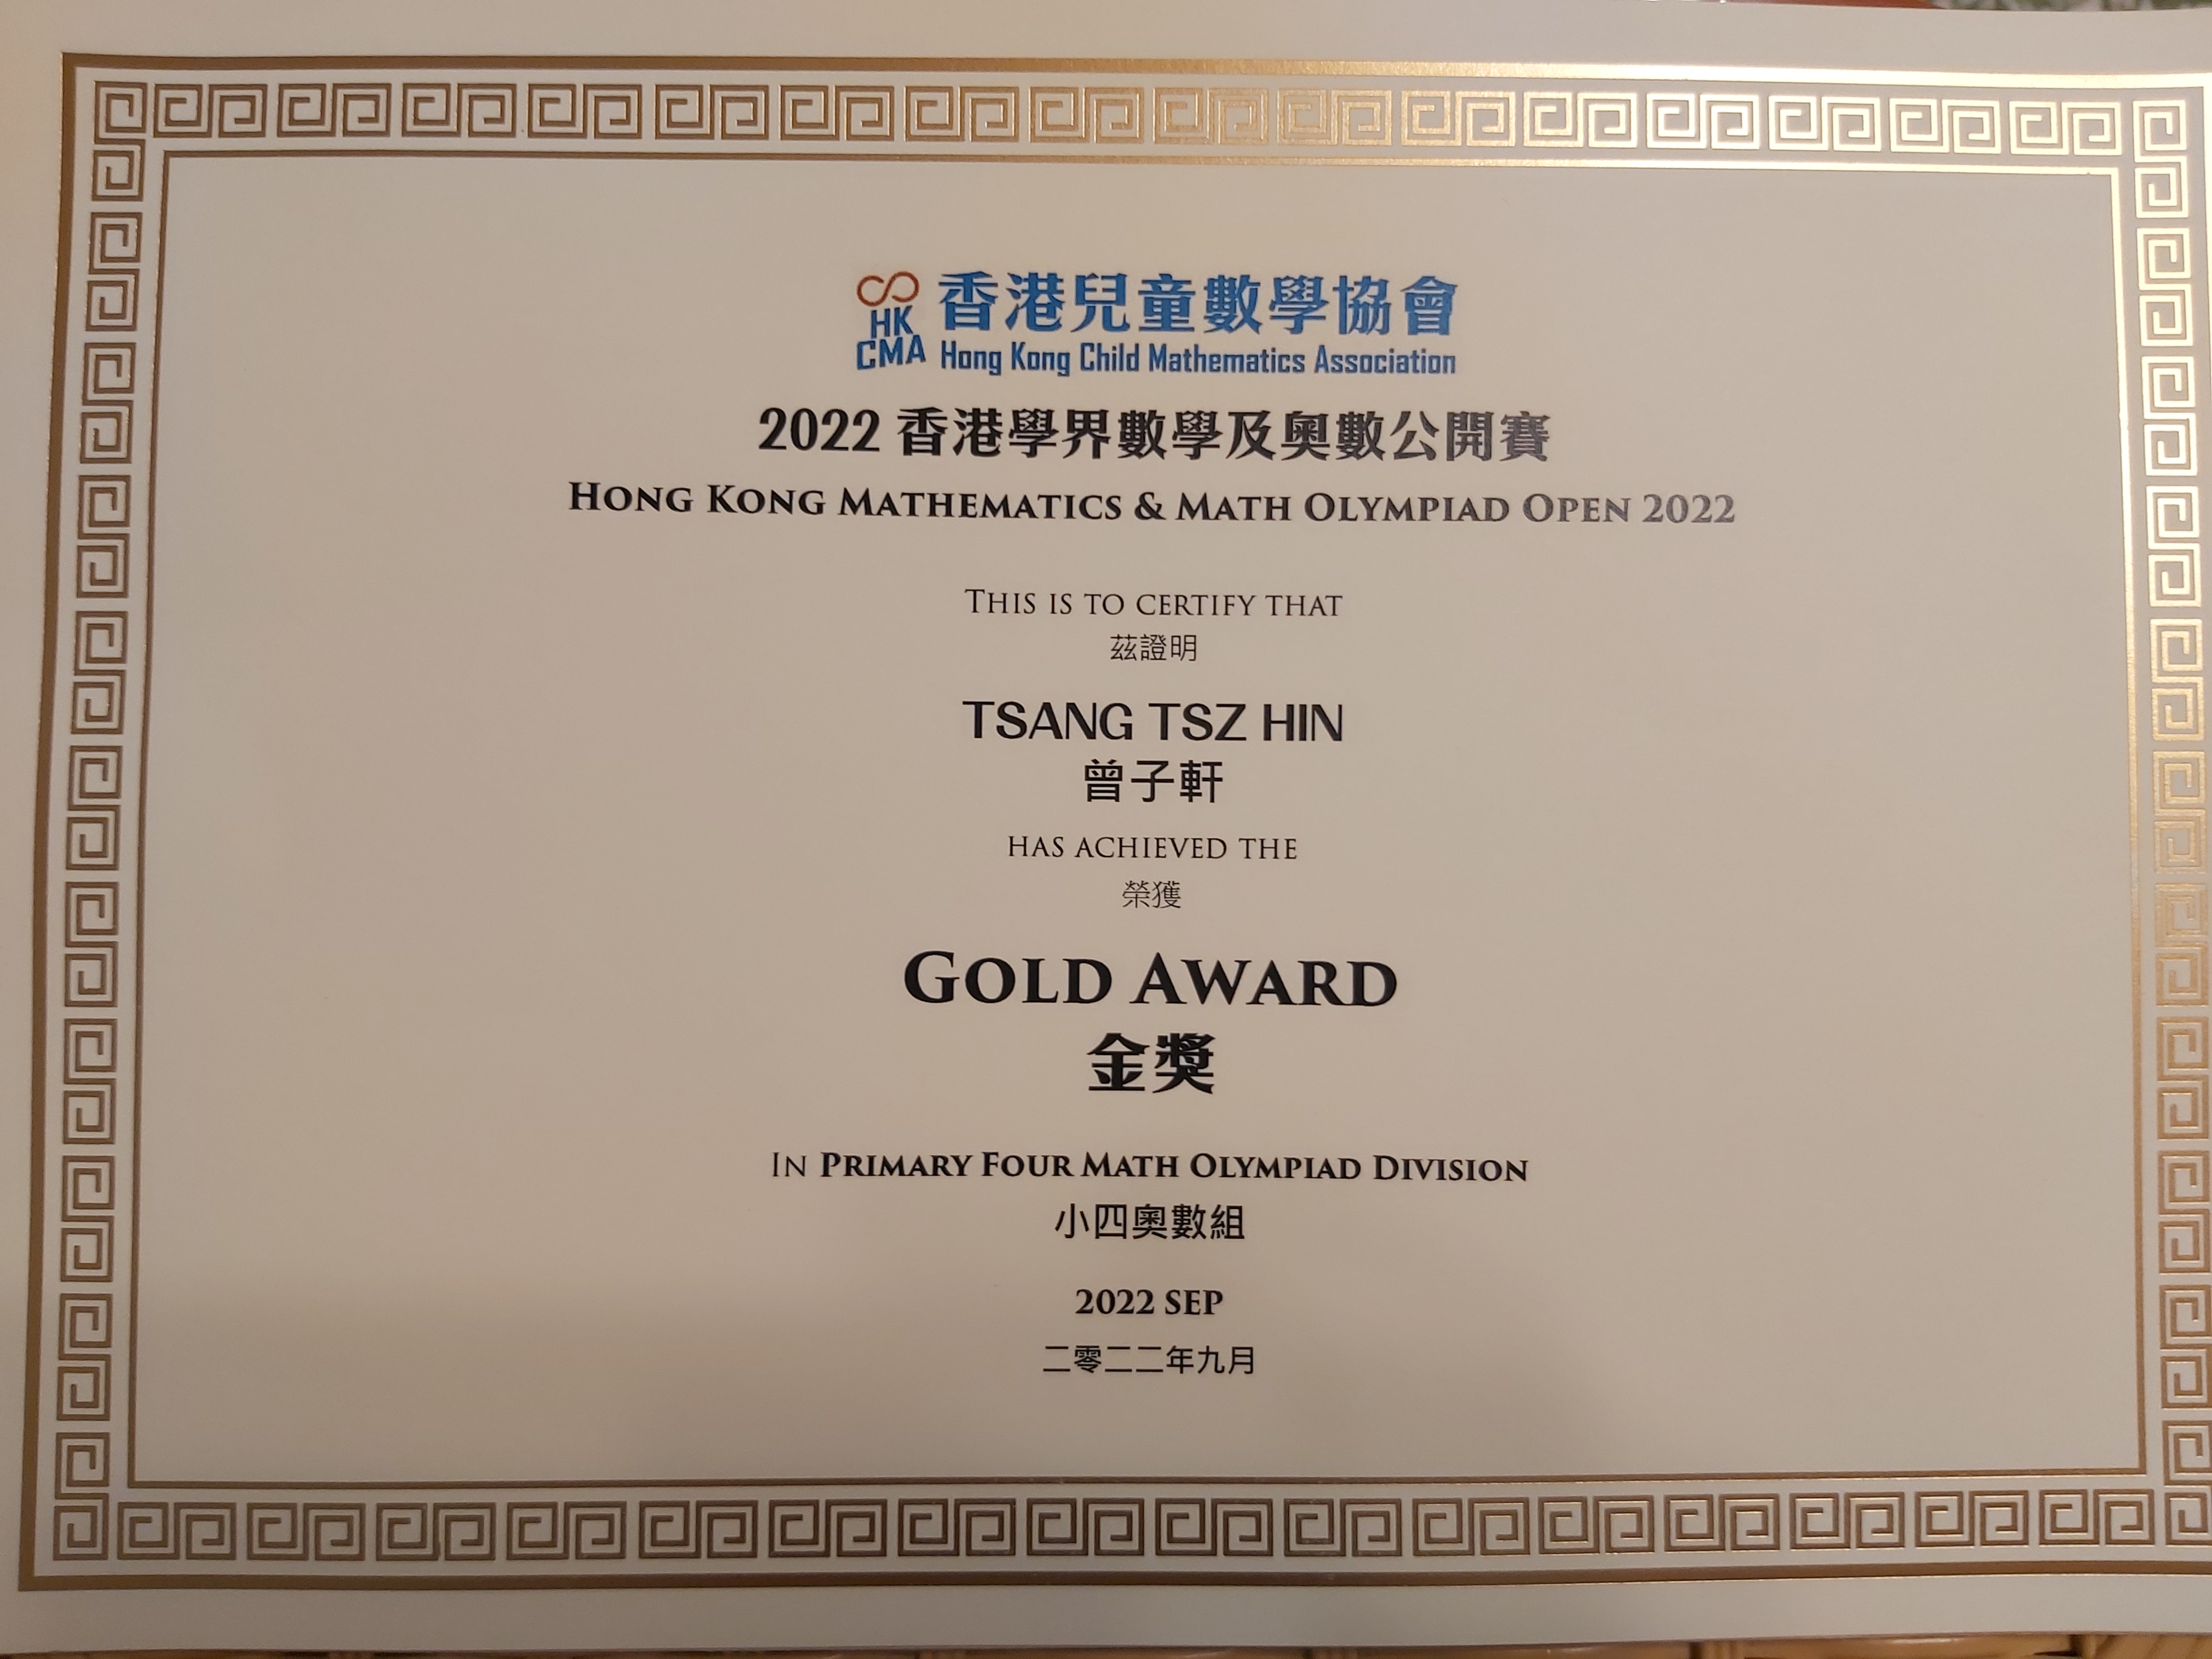 HK
CMA
香港兒童數學協會
Hong Kong Child Mathematics Association
2022 香港學界數學及奧數公開賽
HONG KONG MATHEMATICS & MATH OLYMPIAD OPEN 2022
THIS IS TO CERTIFY THAT
茲證明
TSANG TSZ HIN
曾子軒
HAS ACHIEVED THE
榮獲
GOLD AWARD
金獎
IN PRIMARY FOUR MATH OLYMPIAD DIVISION
小四奧數組
2022 SEP
二零二二年九月